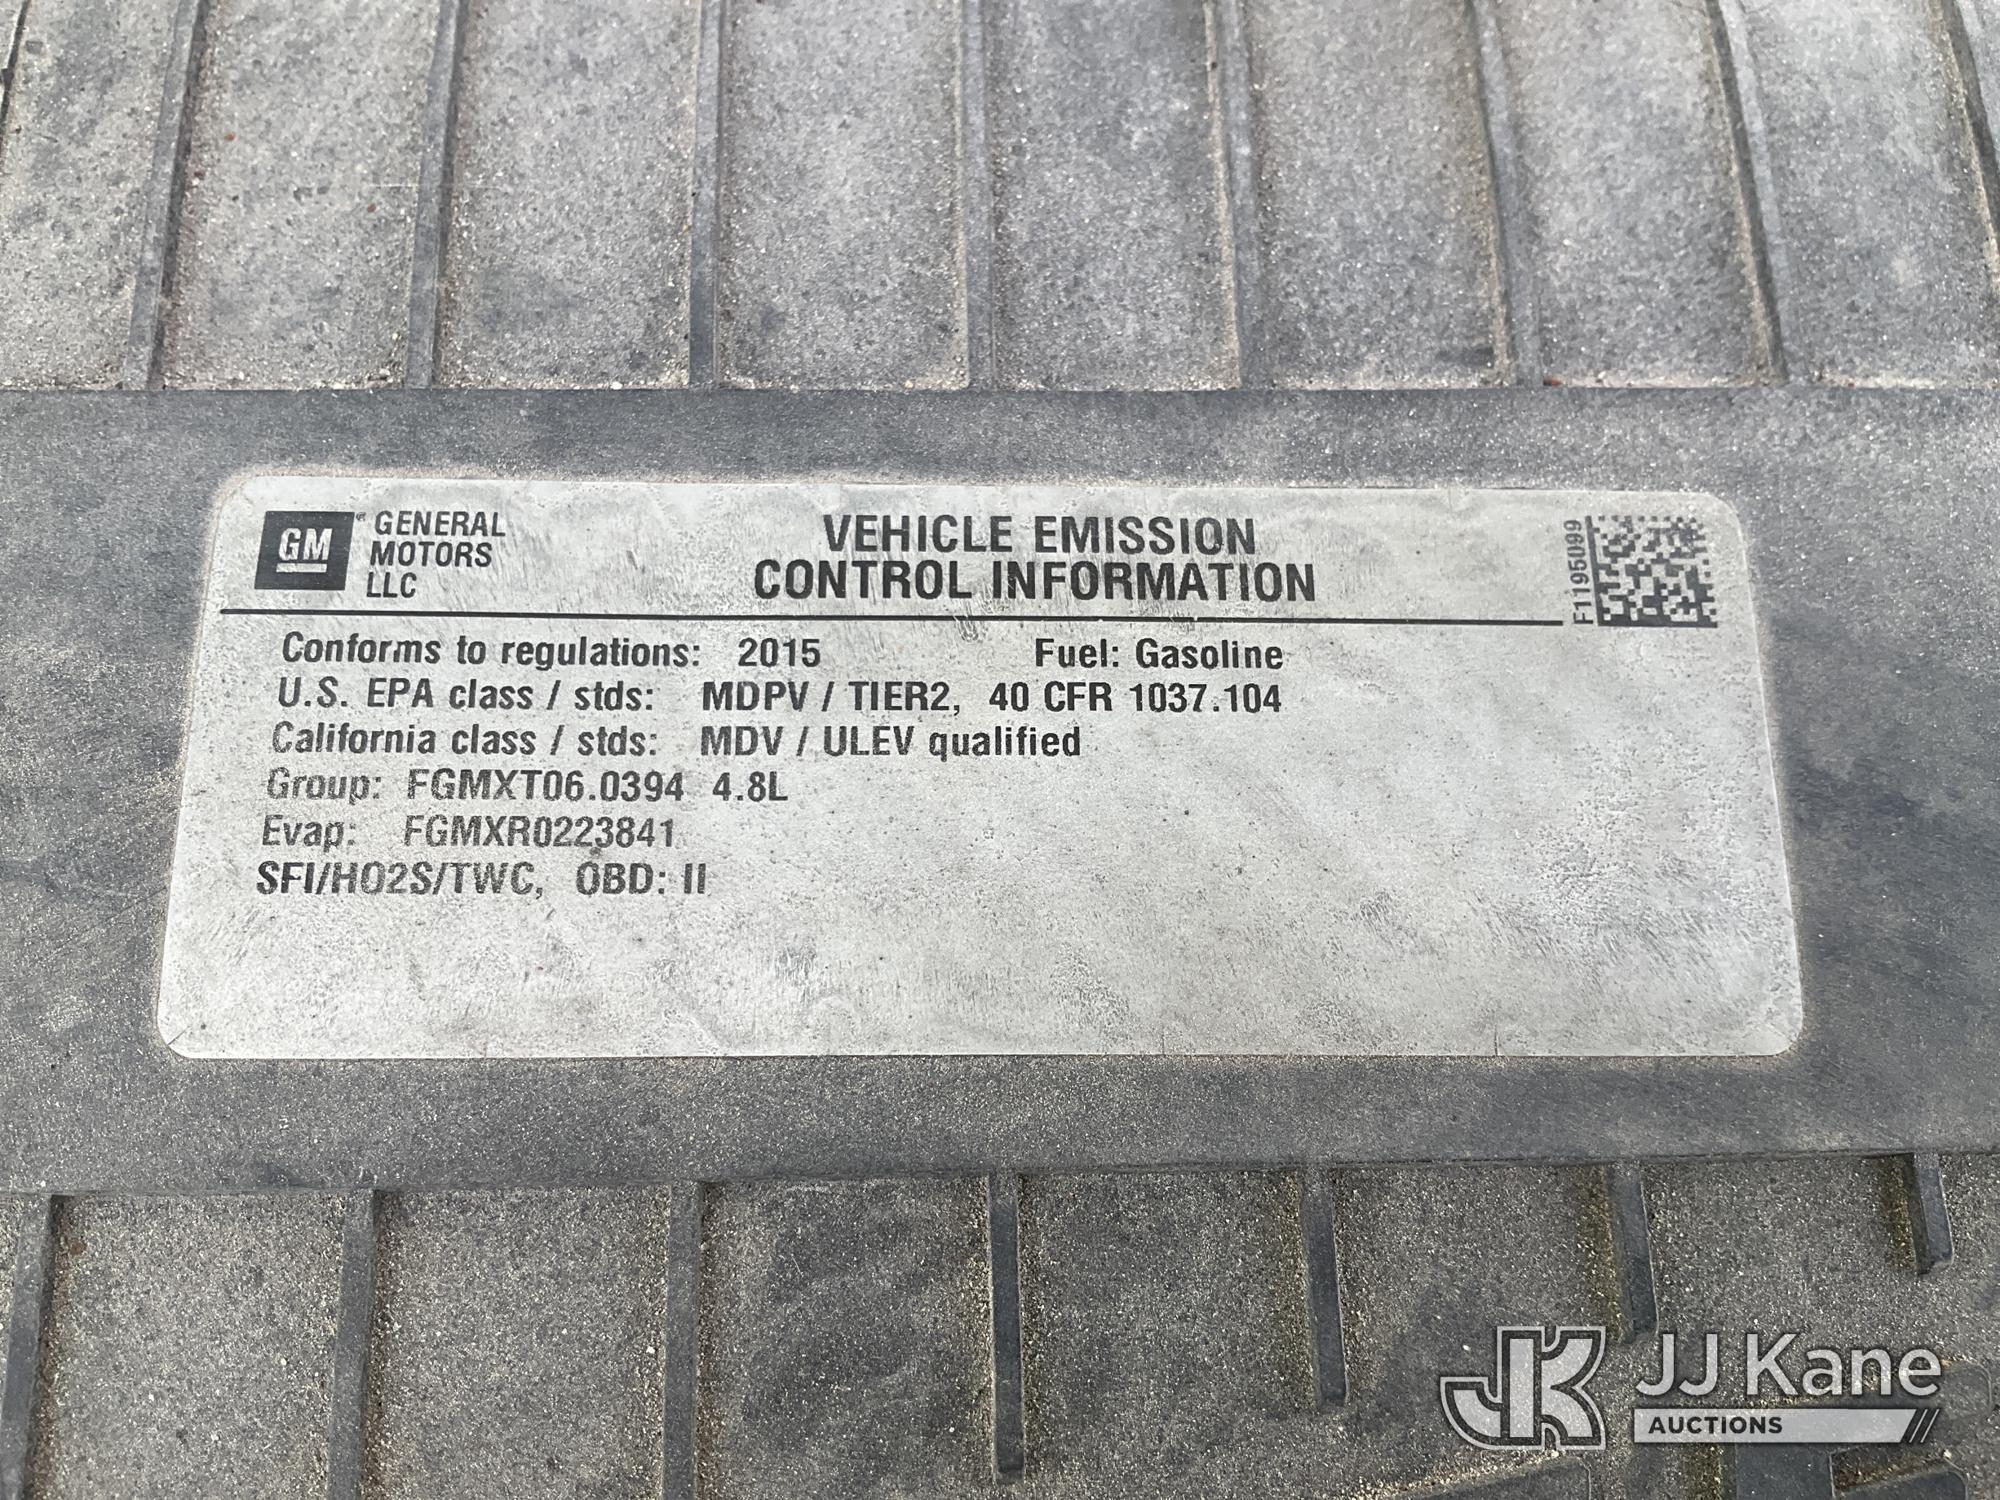 GM
GENERAL
MOTORS
LLC
VEHICLE EMISSION
CONTROL INFORMATION
F1195099
Conforms to regulations: 2015 Fuel: Gasoline
U.S. EPA class / stds: MDPV / TIER2, 40 CFR 1037.104
California class / stds: MDV / ULEV qualified
Group: FGMXT06.0394 4.8L
Evap: FGMXR0223841
SFI/HO2S/TWC, OBD: II
JK JJ Kane
AUCTIONS